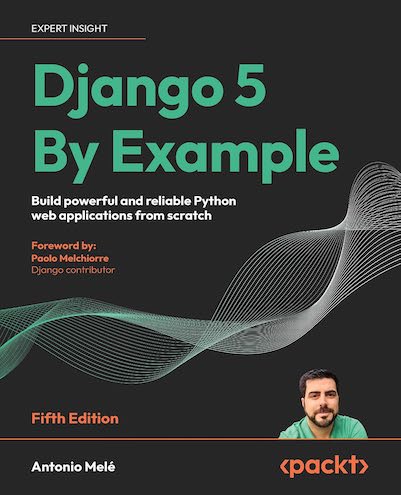 EXPERT INSIGHT
Django 5
By Example
Build powerful and reliable Python
web applications from scratch
Foreword by:
Paolo Melchiorre
Django contributor
Fifth Edition
Antonio Melé
<packt>